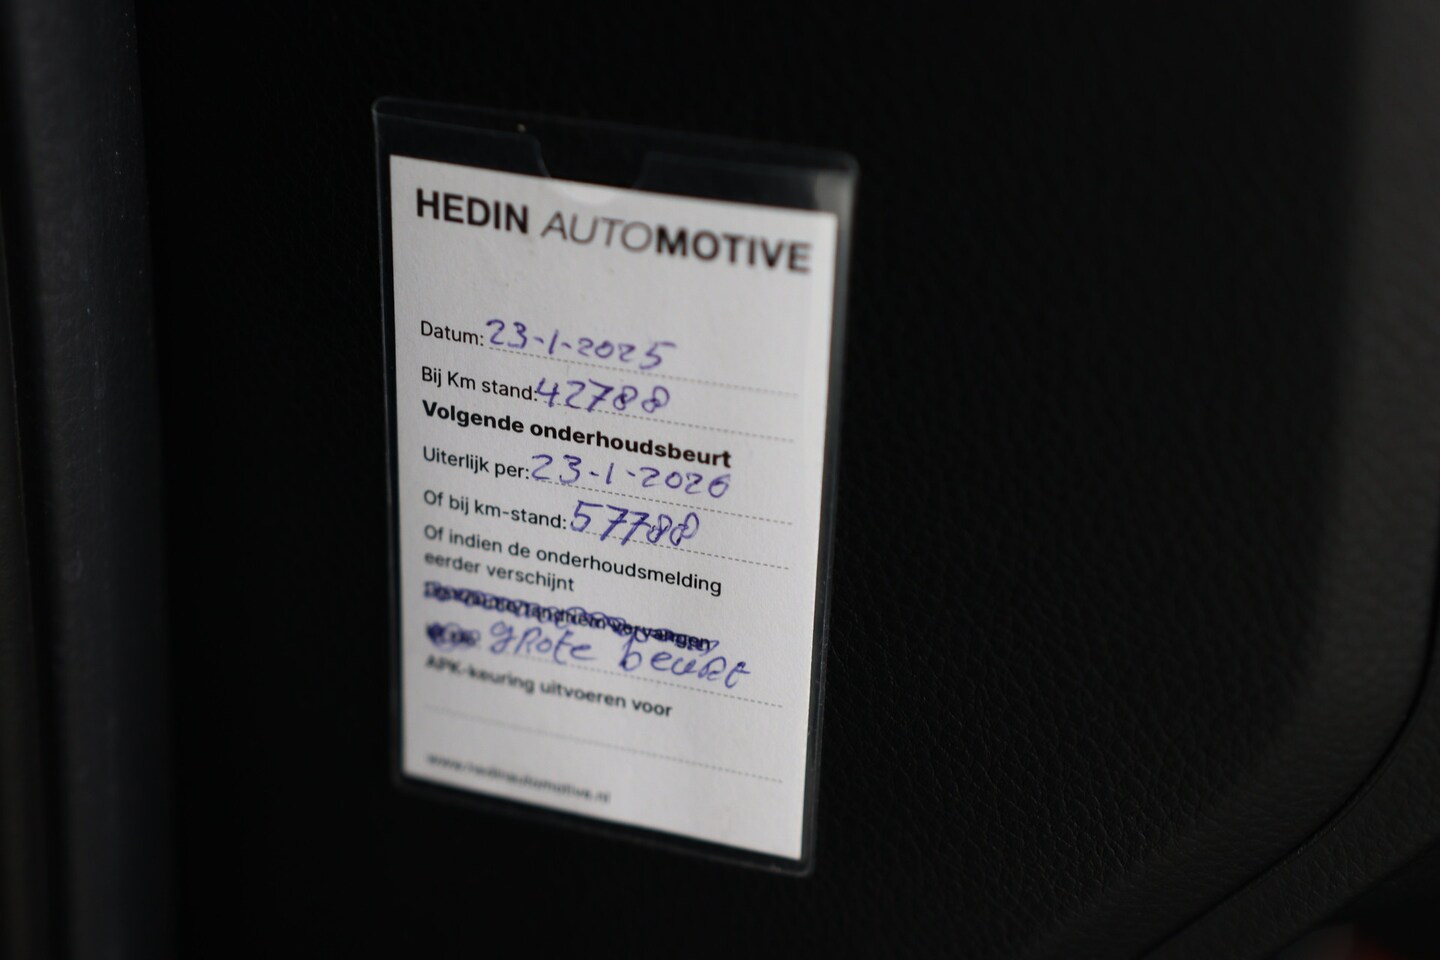 HEDIN AUTOMOTIVE
Datum: 23-1-2025
Bij Km stand: 42788
Volgende onderhoudsbeurt
Uiterlijk per: 23-1-2026
Of bij km-stand: 57788
Of indien de onderhoudsmelding
eerder verschijnt
vervangen
grote beurt
APK-keuring uitvoeren voor
www.hedinautomotive.nl